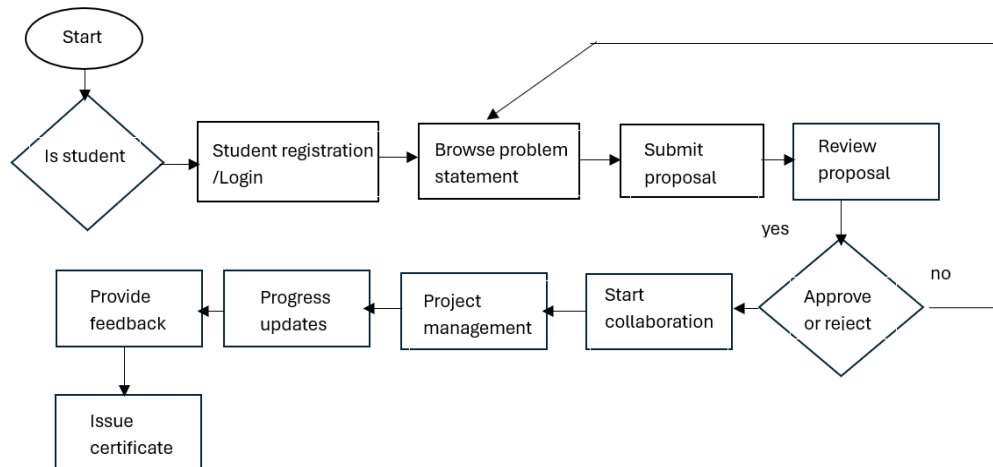 Start
Is student
Student registration
/Login
Browse problem
statement
Submit
proposal
Review
proposal
yes
no
Approve
or reject
Start
collaboration
Project
management
Progress
updates
Provide
feedback
Issue
certificate